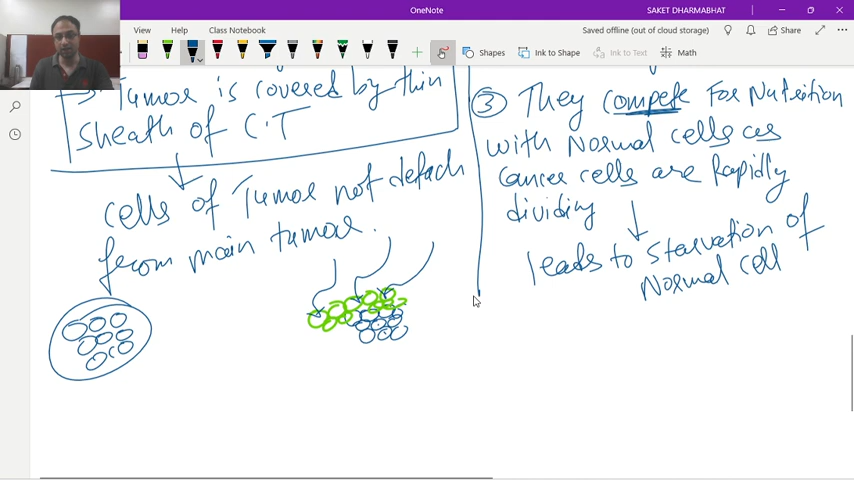 OneNote
SAKET DHARMABHAT
View
Help
Class Notebook
Saved offline (out of cloud storage)
Share
Shapes
Ink to Shape
Ink to Text
Math
→ Tumor is covered by thin
sheath of C.T
cells of Tumor not detach
from main tumor.
③ They compete For Nutrition
with Normal cells as
cancer cells are Rapidly
dividing
leads to starvation of
Normal cell